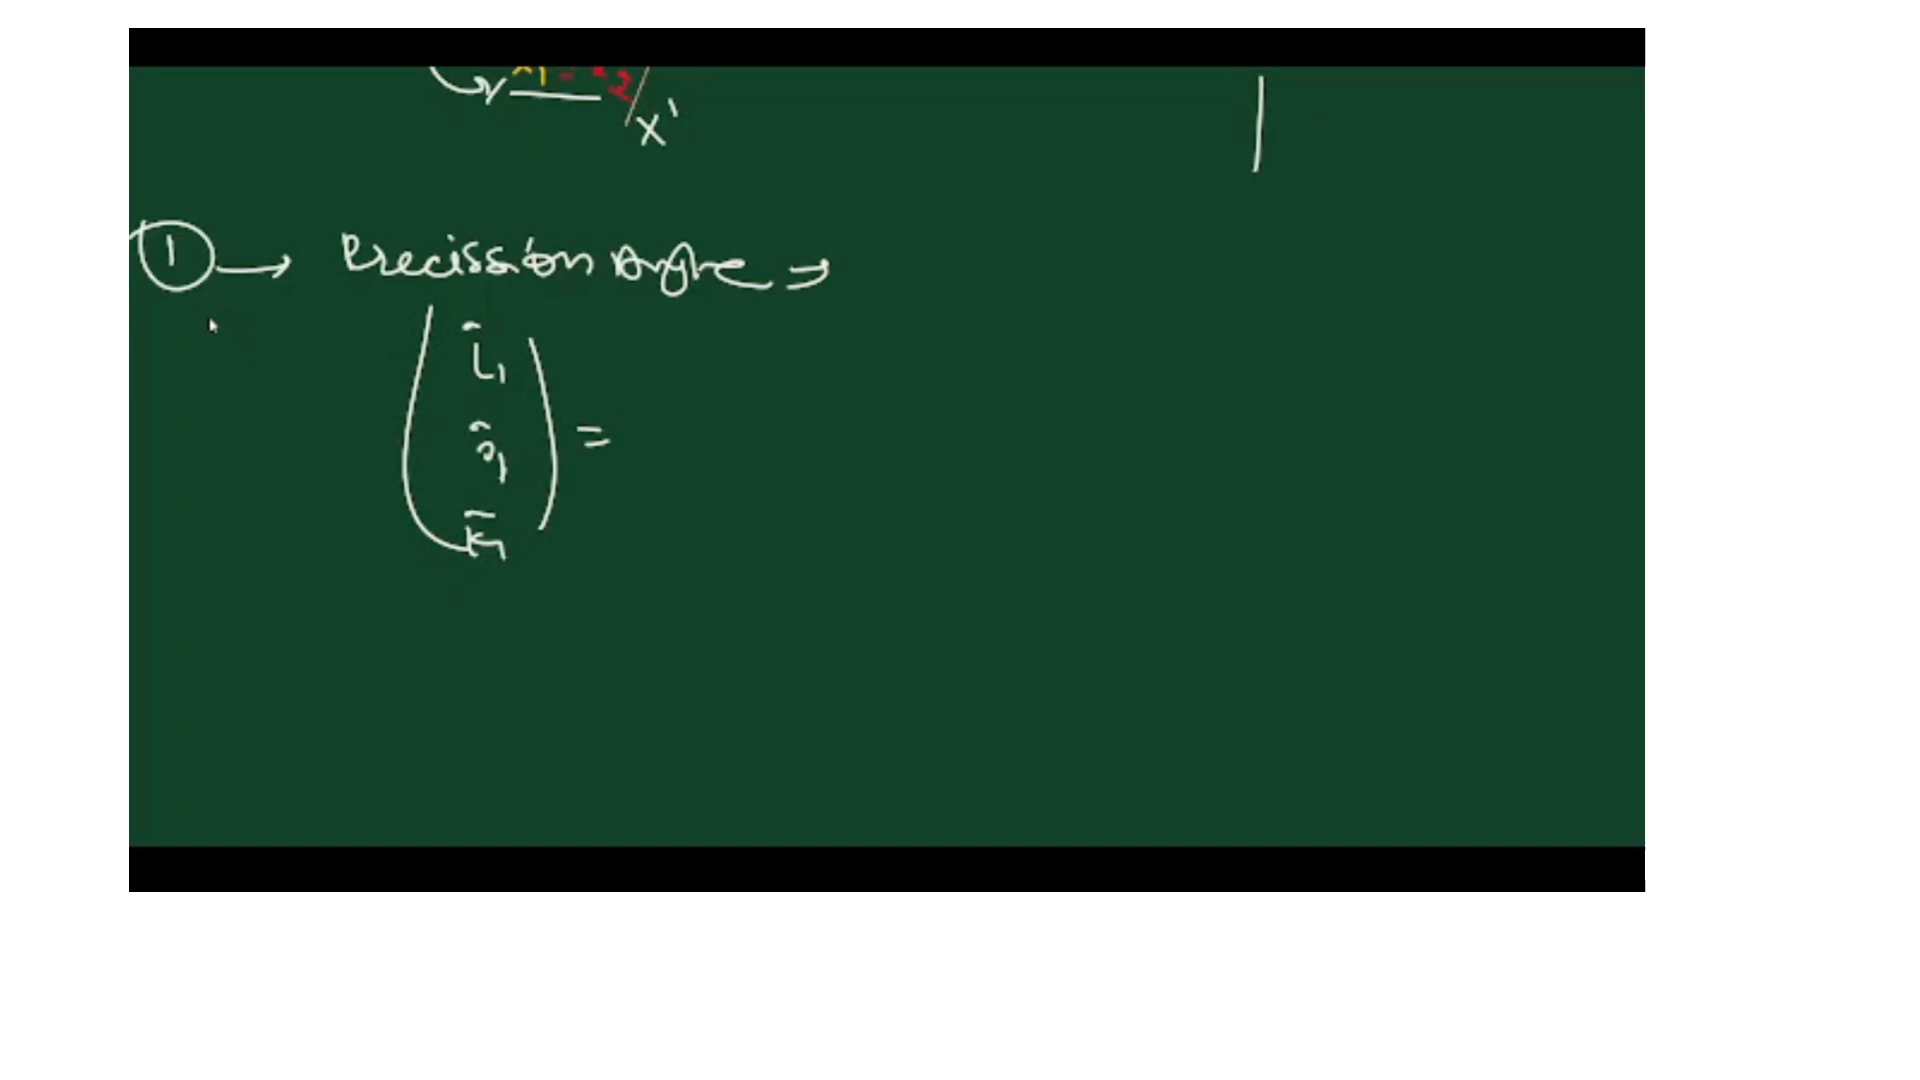 x'
① → Precission Angle ⇒
( î₁
ĵ₁ ) =
k̂₁